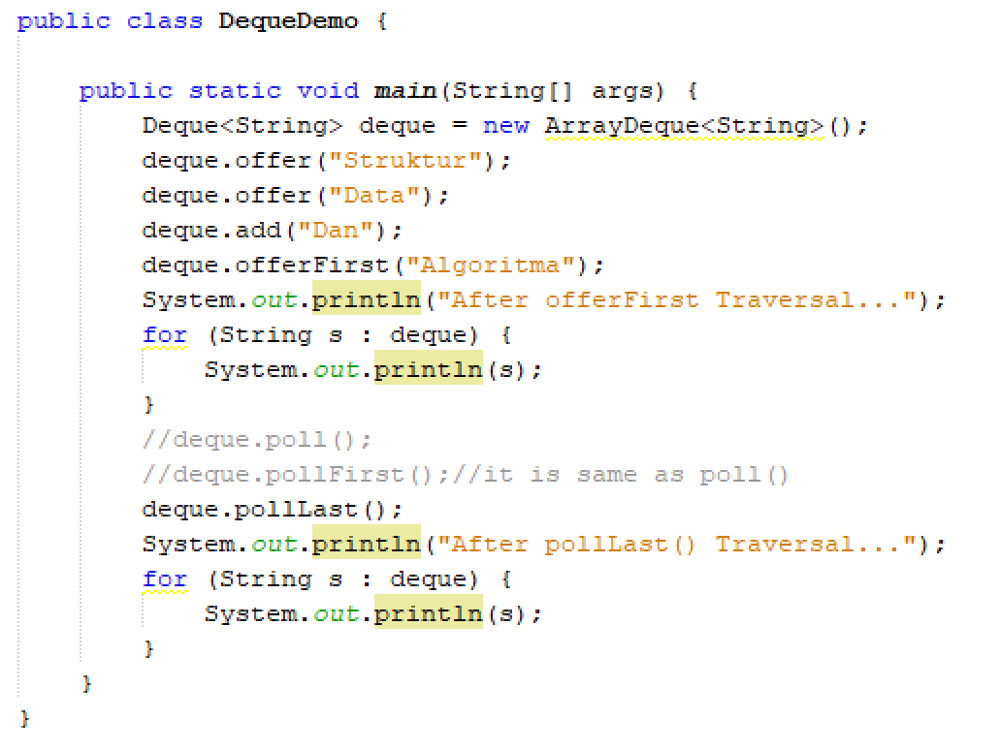 public class DequeDemo {
public static void main(String[] args) {
Deque<String> deque = new ArrayDeque<String>();
deque.offer("Struktur");
deque.offer("Data");
deque.add("Dan");
deque.offerFirst("Algoritma");
System.out.println("After offerFirst Traversal...");
for (String s : deque) {
System.out.println(s);
}
//deque.poll();
//deque.pollFirst();//it is same as poll()
deque.pollLast();
System.out.println("After pollLast() Traversal...");
for (String s : deque) {
System.out.println(s);
}
}
}